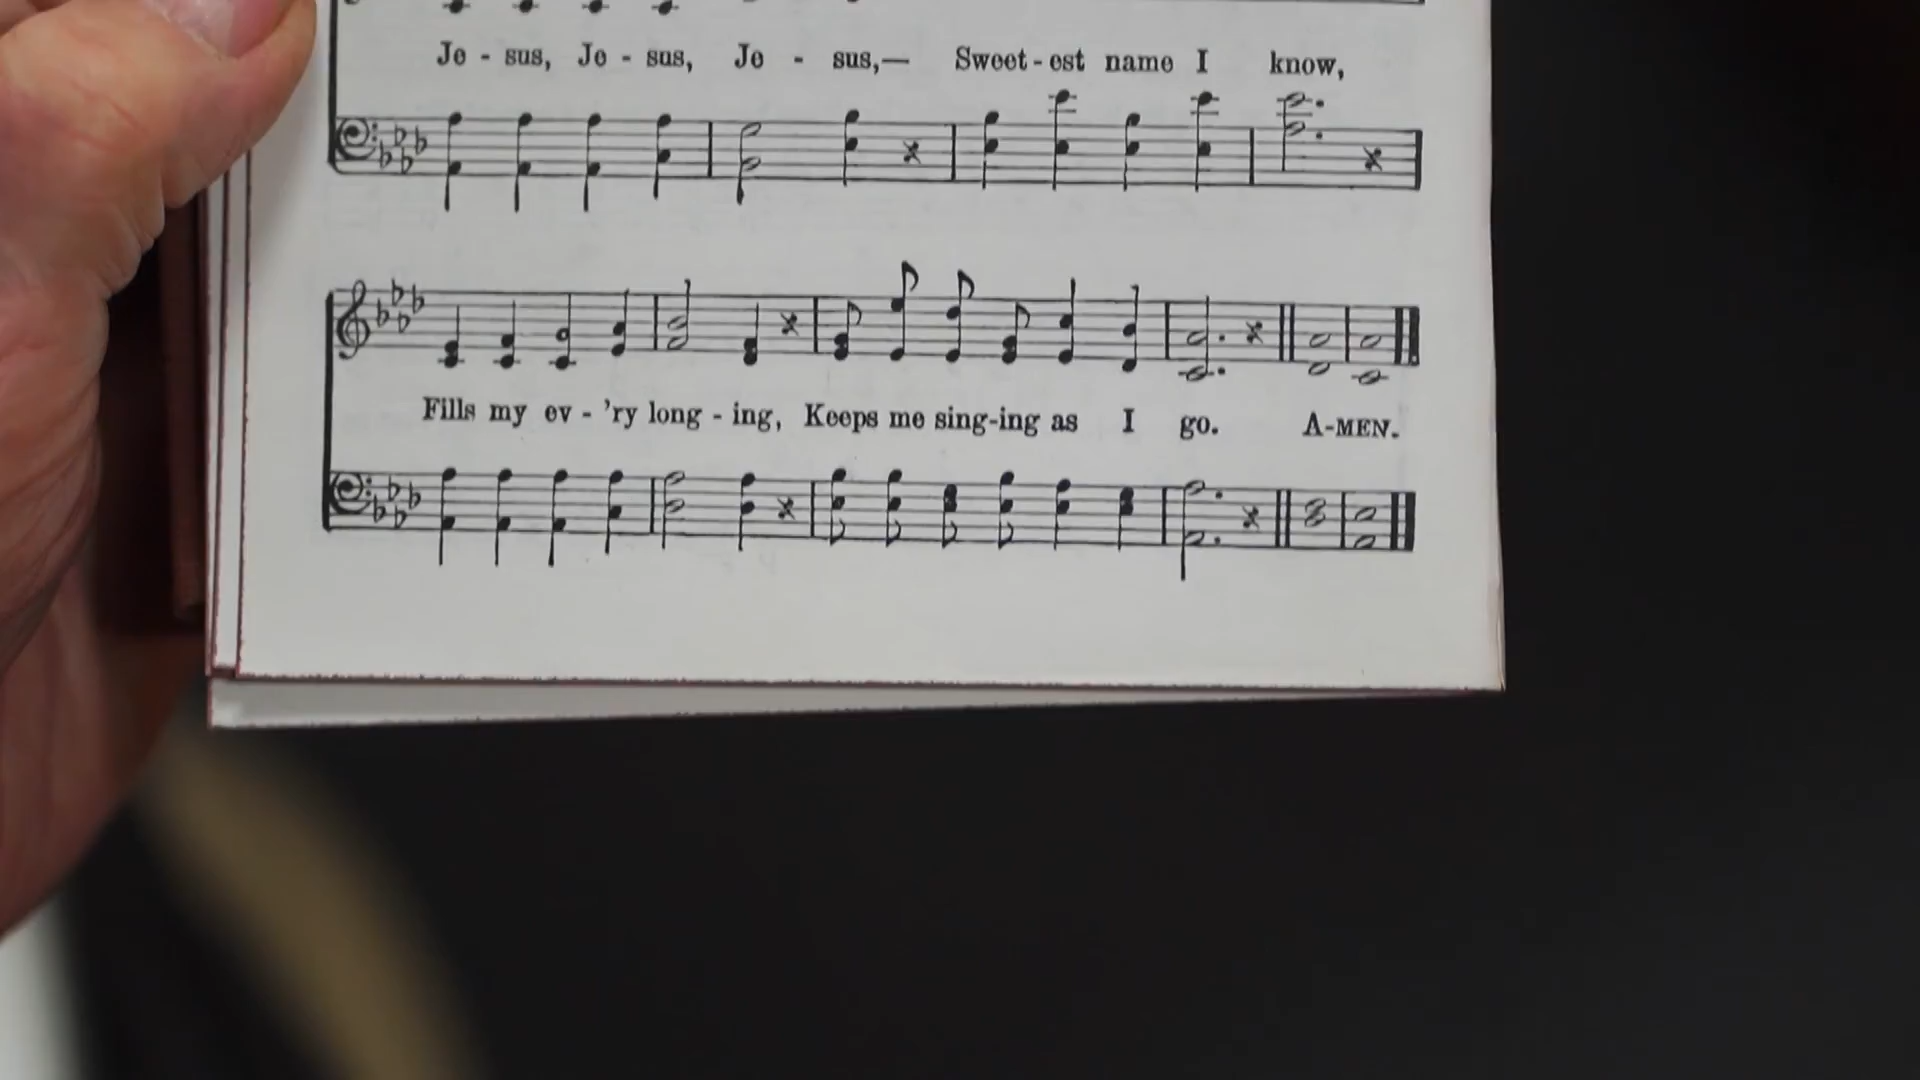 Je - sus, Je - sus, Je - sus,— Sweet - est name I know,
Fills my ev - 'ry long - ing, Keeps me sing-ing as I go. A-MEN.